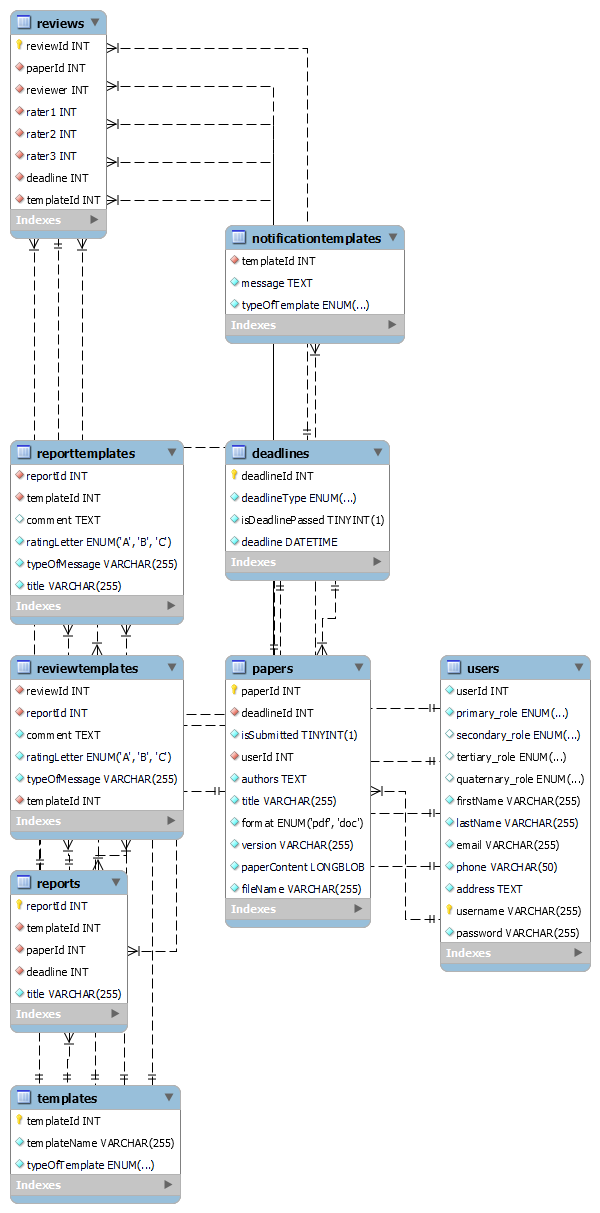 reviews
reviewId INT
paperId INT
reviewer INT
rater1 INT
rater2 INT
rater3 INT
deadline INT
templateId INT
Indexes
notificationtemplates
templateId INT
message TEXT
typeOfTemplate ENUM(...)
Indexes
reporttemplates
reportId INT
templateId INT
comment TEXT
ratingLetter ENUM('A', 'B', 'C')
typeOfMessage VARCHAR(255)
title VARCHAR(255)
Indexes
deadlines
deadlineId INT
deadlineType ENUM(...)
isDeadlinePassed TINYINT(1)
deadline DATETIME
Indexes
reviewtemplates
reviewId INT
reportId INT
comment TEXT
ratingLetter ENUM('A', 'B', 'C')
typeOfMessage VARCHAR(255)
templateId INT
Indexes
papers
paperId INT
deadlineId INT
isSubmitted TINYINT(1)
userId INT
authors TEXT
title VARCHAR(255)
format ENUM('pdf', 'doc')
version VARCHAR(255)
paperContent LONGBLOB
fileName VARCHAR(255)
Indexes
users
userId INT
primary_role ENUM(...)
secondary_role ENUM(...)
tertiary_role ENUM(...)
quaternary_role ENUM(...)
firstName VARCHAR(255)
lastName VARCHAR(255)
email VARCHAR(255)
phone VARCHAR(50)
address TEXT
username VARCHAR(255)
password VARCHAR(255)
Indexes
reports
reportId INT
templateId INT
paperId INT
deadline INT
title VARCHAR(255)
Indexes
templates
templateId INT
templateName VARCHAR(255)
typeOfTemplate ENUM(...)
Indexes